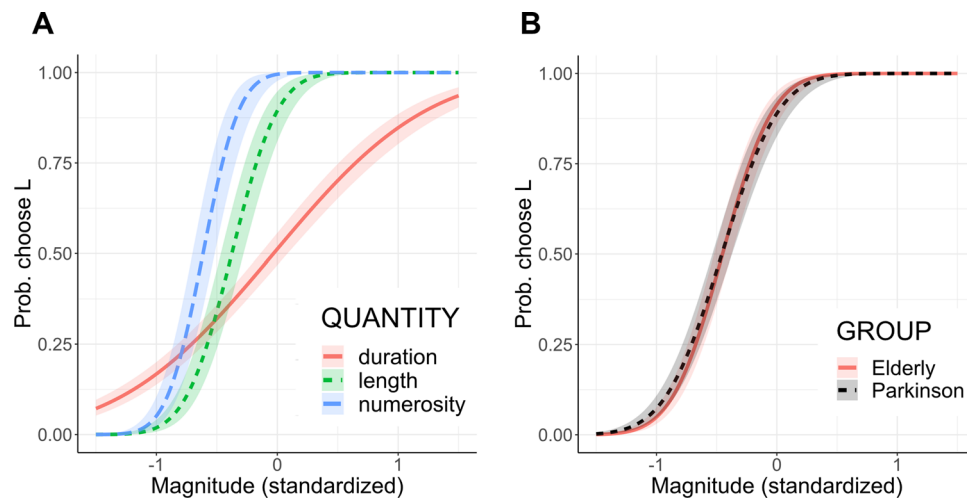 A
Prob. choose L
1.00
0.75
0.50
0.25
0.00
QUANTITY
duration
length
numerosity
-1
0
1
Magnitude (standardized)
B
Prob. choose L
1.00
0.75
0.50
0.25
0.00
GROUP
Elderly
Parkinson
-1
0
1
Magnitude (standardized)